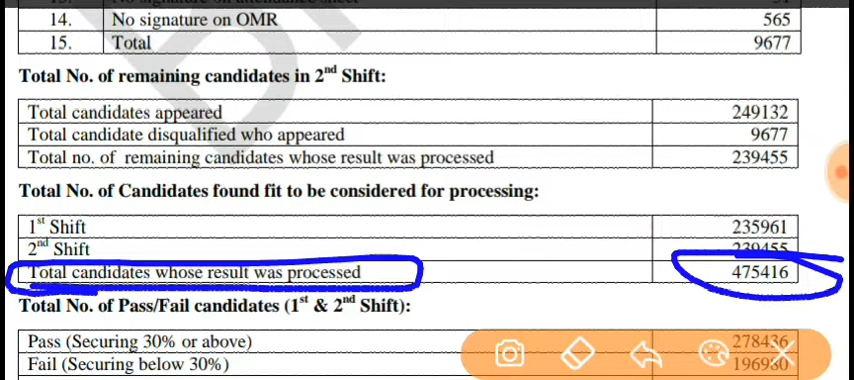 14. No signature on OMR 565
15. Total 9677
Total No. of remaining candidates in 2nd Shift:
Total candidates appeared 249132
Total candidate disqualified who appeared 9677
Total no. of remaining candidates whose result was processed 239455
Total No. of Candidates found fit to be considered for processing:
1st Shift 235961
2nd Shift 239455
Total candidates whose result was processed 475416
Total No. of Pass/Fail candidates (1st & 2nd Shift):
Pass (Securing 30% or above) 278436
Fail (Securing below 30%) 196980